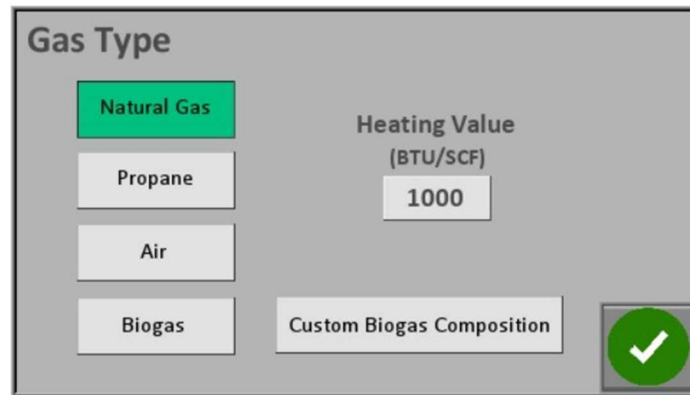 Gas Type
Natural Gas
Propane
Air
Biogas
Heating Value
(BTU/SCF)
1000
Custom Biogas Composition